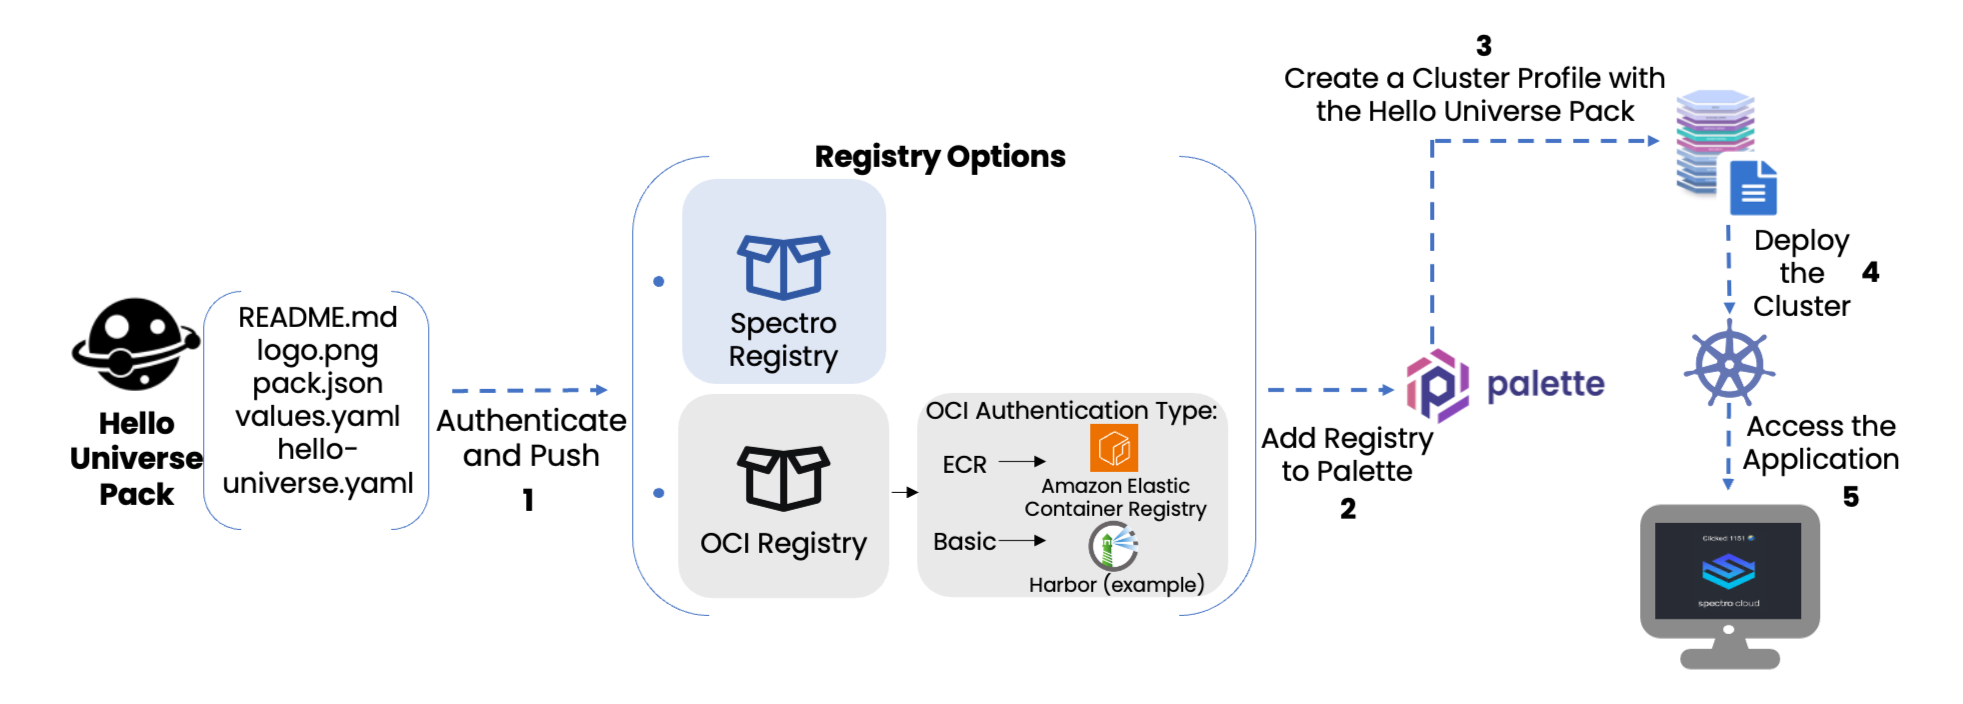 Hello
Universe
Pack
README.md
logo.png
pack.json
values.yaml
hello-
universe.yaml
Authenticate
and Push
1
Registry Options
Spectro
Registry
OCI Registry
OCI Authentication Type:
ECR
Amazon Elastic
Container Registry
Basic
Harbor (example)
Add Registry
to Palette
2
palette
3
Create a Cluster Profile with
the Hello Universe Pack
Deploy
the
Cluster
4
Access the
Application
5
Clicked 1151
spectro cloud